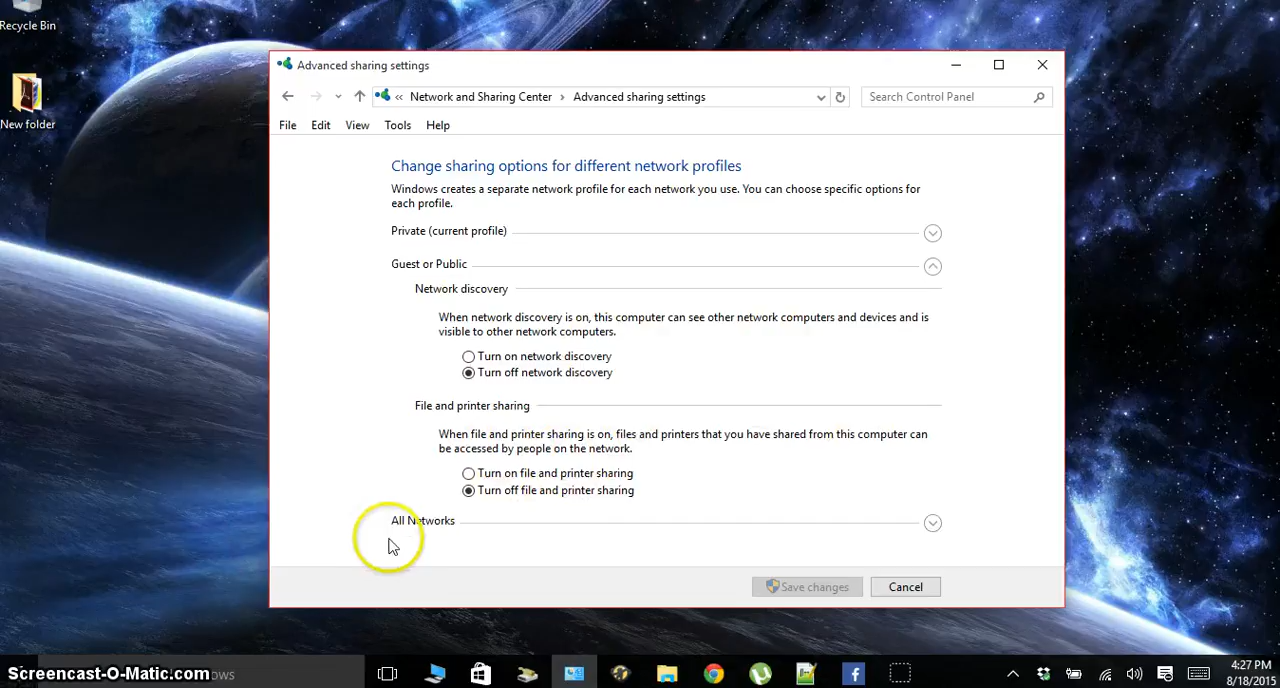 Recycle Bin
New folder
Advanced sharing settings
« Network and Sharing Center › Advanced sharing settings
Search Control Panel
File Edit View Tools Help
Change sharing options for different network profiles
Windows creates a separate network profile for each network you use. You can choose specific options for
each profile.
Private (current profile)
Guest or Public
Network discovery
When network discovery is on, this computer can see other network computers and devices and is
visible to other network computers.
Turn on network discovery
Turn off network discovery
File and printer sharing
When file and printer sharing is on, files and printers that you have shared from this computer can
be accessed by people on the network.
Turn on file and printer sharing
Turn off file and printer sharing
All Networks
Save changes Cancel
Screencast-O-Matic.com
4:27 PM
8/18/2015